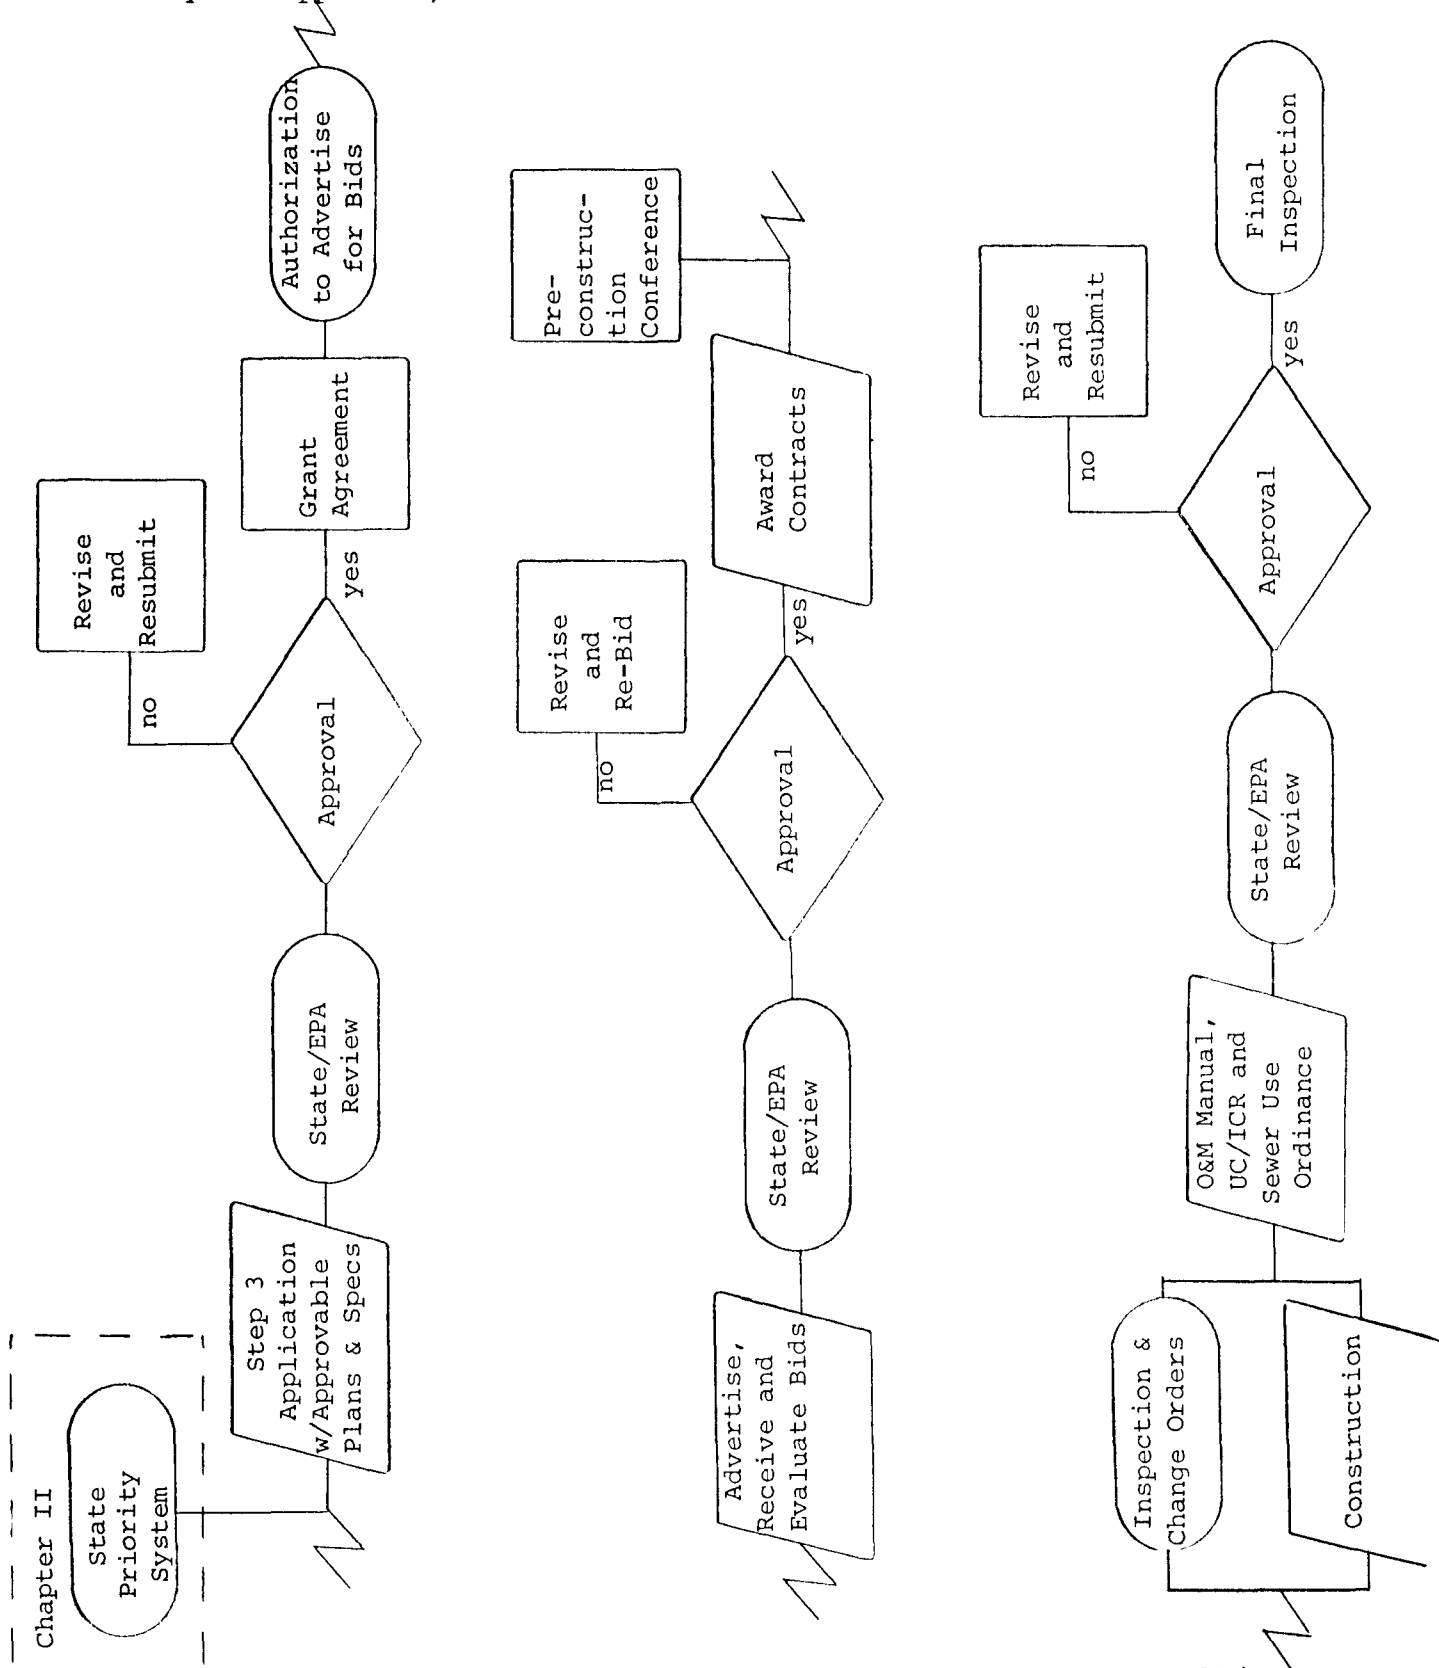 Chapter II
State
Priority
System
Step 3
Application
w/Approvable
Plans & Specs
State/EPA
Review
Approval
no
Revise
and
Resubmit
yes
Grant
Agreement
Authorization
to Advertise
for Bids
Advertise,
Receive and
Evaluate Bids
State/EPA
Review
Approval
no
Revise
and
Re-Bid
yes
Award
Contracts
Pre-
construc-
tion
Conference
Inspection &
Change Orders
Construction
O&M Manual,
UC/ICR and
Sewer Use
Ordinance
State/EPA
Review
Approval
no
Revise
and
Resubmit
yes
Final
Inspection